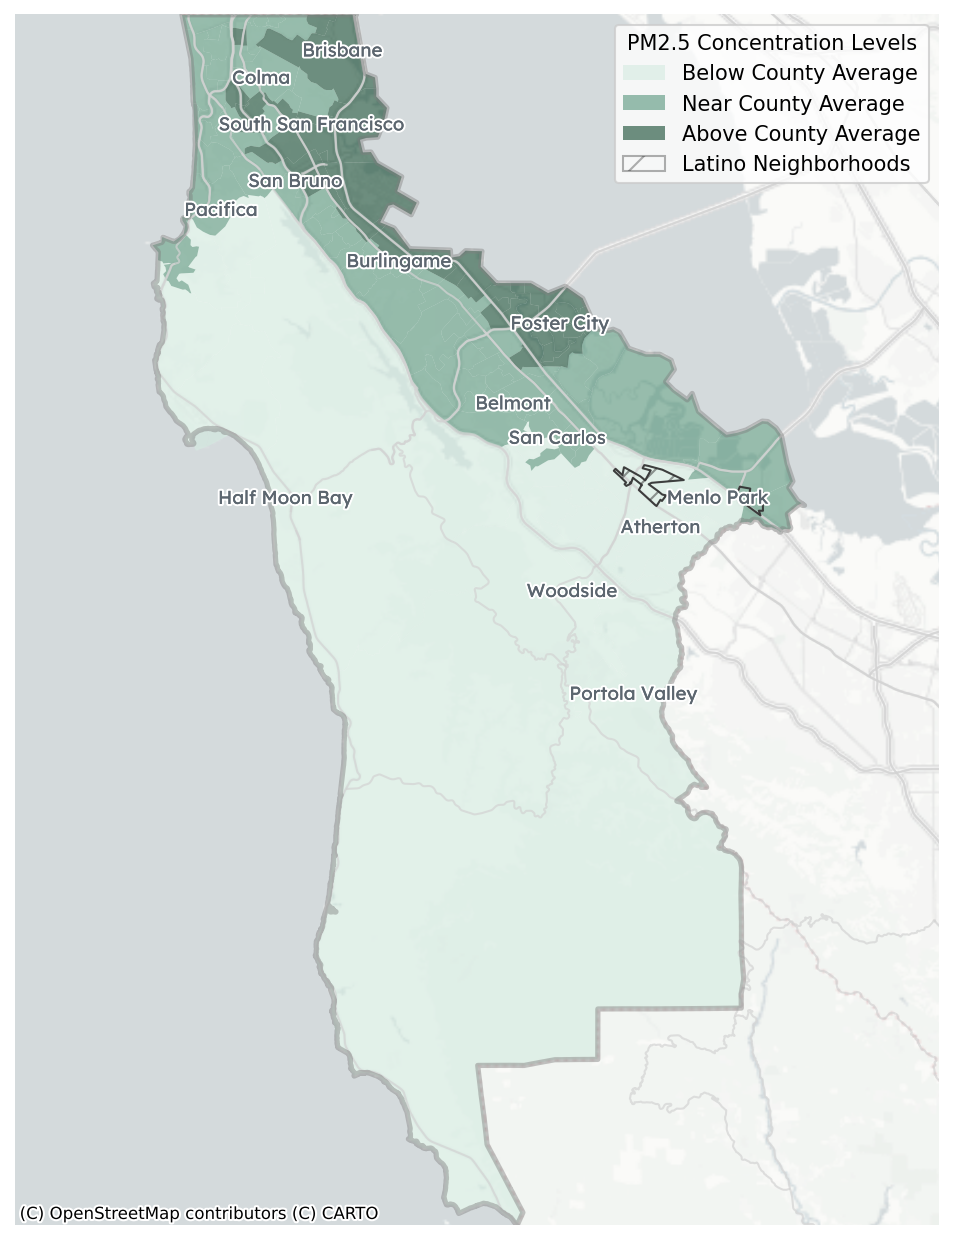 PM2.5 Concentration Levels
Below County Average
Near County Average
Above County Average
Latino Neighborhoods
Brisbane
Colma
South San Francisco
San Bruno
Pacifica
Burlingame
Foster City
Belmont
San Carlos
Half Moon Bay
Menlo Park
Atherton
Woodside
Portola Valley
(C) OpenStreetMap contributors (C) CARTO